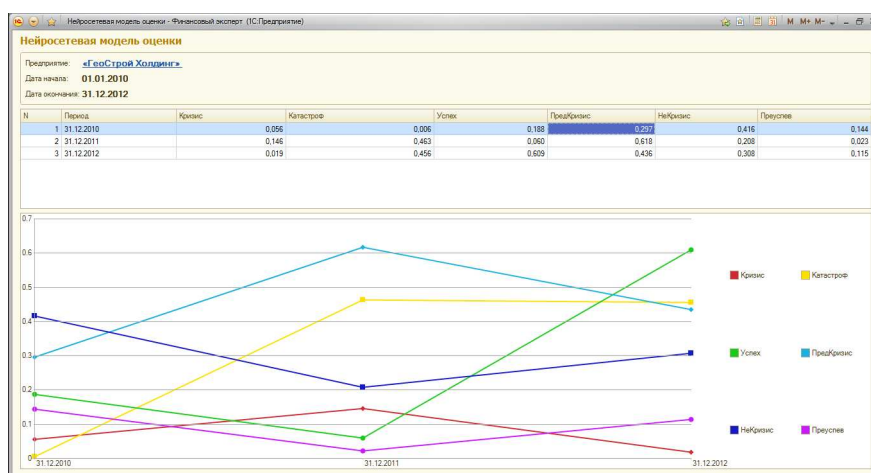 Нейросетевая модель оценки - Финансовый эксперт (1С:Предприятие)
M M+ M-
Нейросетевая модель оценки
Предприятие: «ГеоСтрой Холдинг»
Дата начала: 01.01.2010
Дата окончания: 31.12.2012
N Период Кризис Катастроф Успех ПредКризис НеКризис Преуспев
1 31.12.2010 0,056 0,006 0,188 0,297 0,416 0,144
2 31.12.2011 0,146 0,463 0,060 0,618 0,208 0,023
3 31.12.2012 0,019 0,456 0,609 0,436 0,308 0,115
0.7
0.6
0.5
0.4
0.3
0.2
0.1
0
31.12.2010 31.12.2011 31.12.2012
Кризис Катастроф
Успех ПредКризис
НеКризис Преуспев